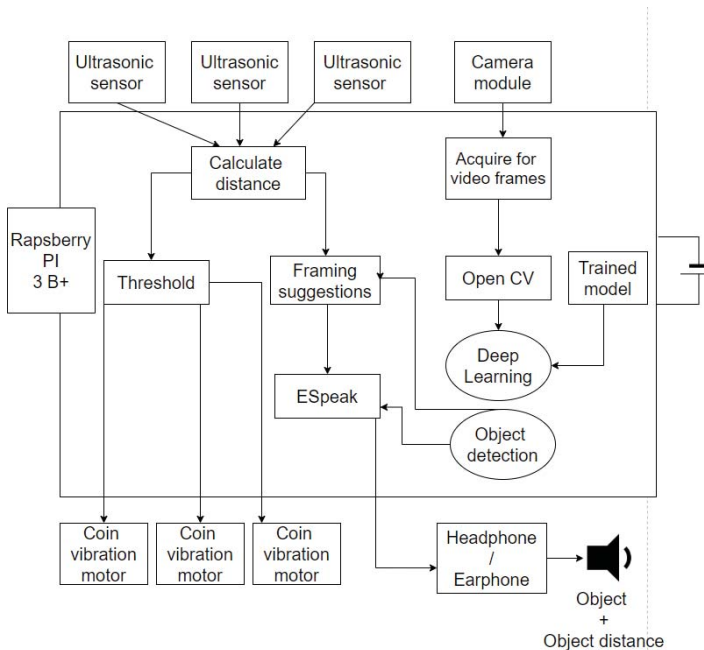 Ultrasonic
sensor
Ultrasonic
sensor
Ultrasonic
sensor
Camera
module
Calculate
distance
Acquire for
video frames
Rapsberry
PI
3 B+
Threshold
Framing
suggestions
Open CV
Trained
model
Deep
Learning
ESpeak
Object
detection
Coin
vibration
motor
Coin
vibration
motor
Coin
vibration
motor
Headphone
/
Earphone
Object
+
Object distance